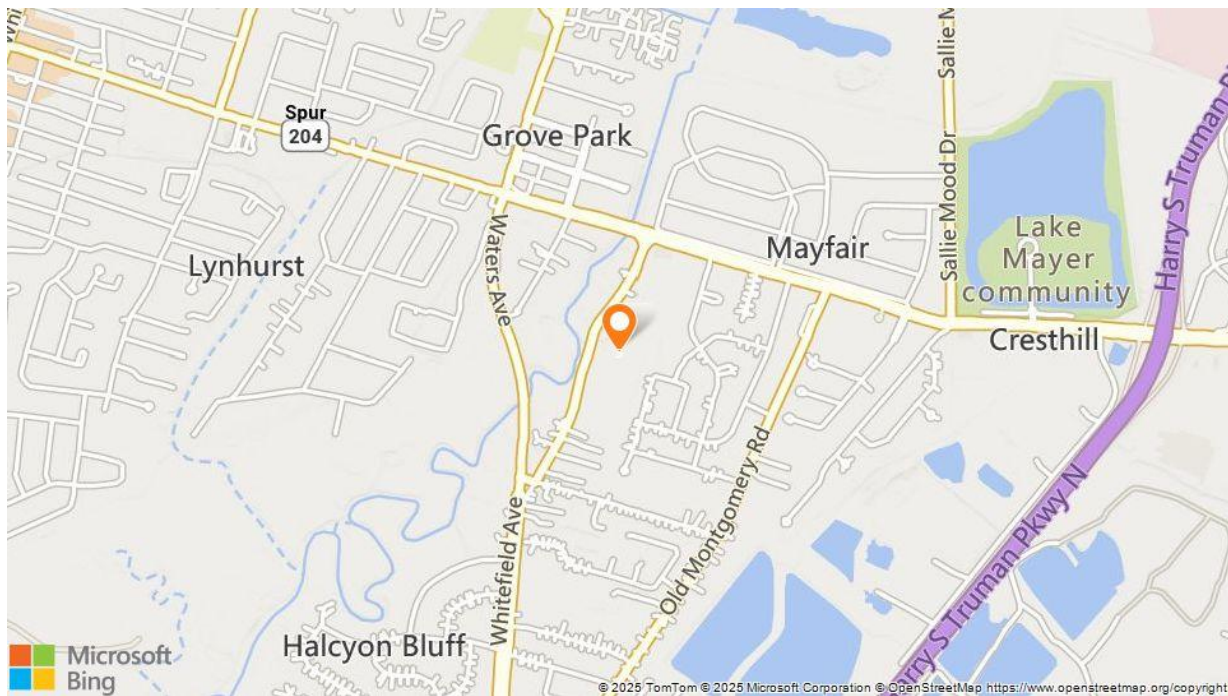 Whi
Sallie M
Spur
204
Grove Park
Sallie Mood Dr
Harry S Truman P
Lynhurst
Waters Ave
Mayfair
Lake
Mayer
community
Cresthill
Old Montgomery Rd
Whitefield Ave
Harry S Truman Pkwy N
Halcyon Bluff
Microsoft
Bing
© 2025 TomTom © 2025 Microsoft Corporation © OpenStreetMap https://www.openstreetmap.org/copyright